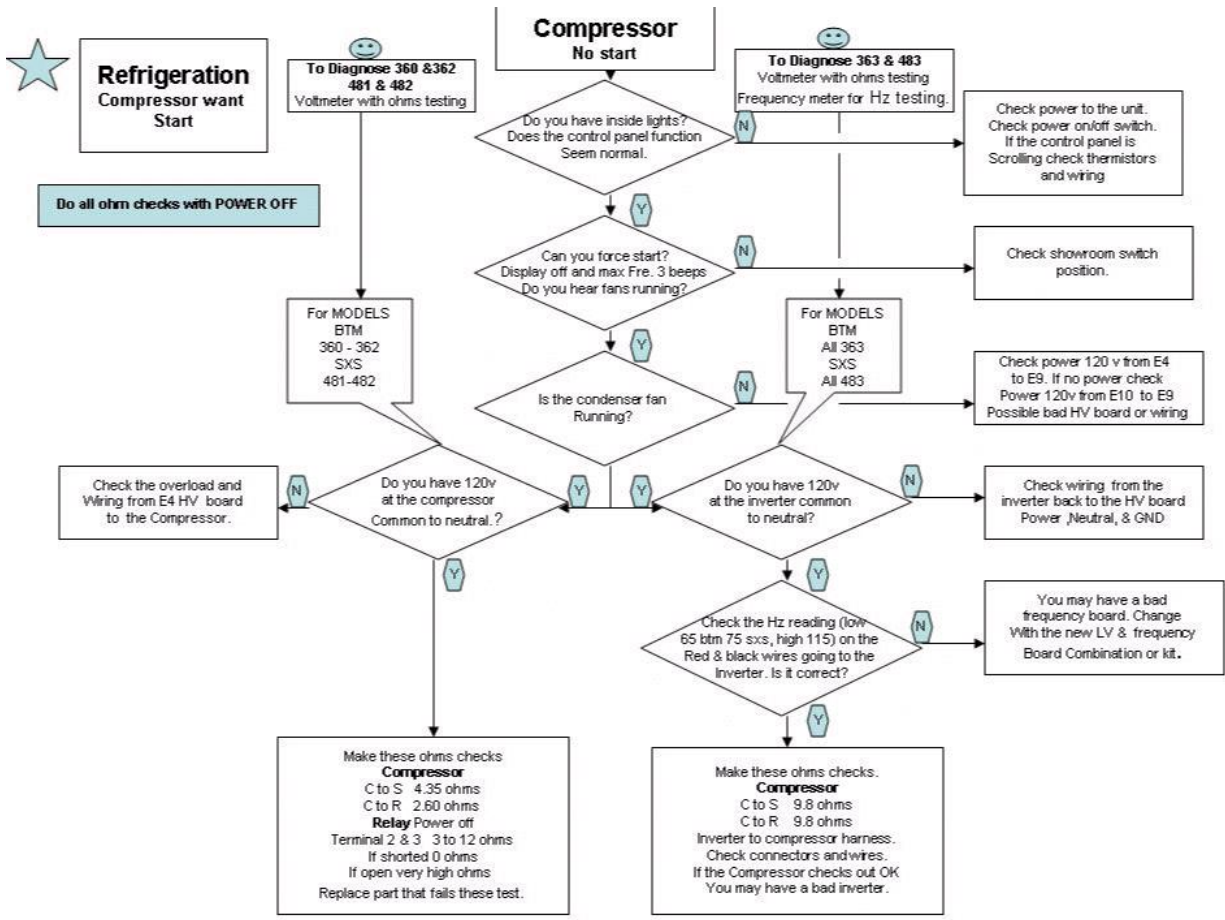 Refrigeration
Compressor want
Start
To Diagnose 360 &362
481 & 482
Voltmeter with ohms testing
Compressor
No start
To Diagnose 363 & 483
Voltmeter with ohms testing
Frequency meter for Hz testing.
Do all ohm checks with POWER OFF
Do you have inside lights?
Does the control panel function
Seem normal.
N
Check power to the unit.
Check power on/off switch.
If the control panel is
Scrolling check thermistors
and wiring
Y
Can you force start?
Display off and max Fre. 3 beeps
Do you hear fans running?
N
Check showroom switch
position.
Y
For MODELS
BTM
360 - 362
SXS
481-482
For MODELS
BTM
All 363
SXS
All 483
Is the condenser fan
Running?
N
Check power 120 v from E4
to E9. If no power check
Power 120v from E10 to E9
Possible bad HV board or wiring
Check the overload and
Wiring from E4 HV board
to the Compressor.
N
Do you have 120v
at the compressor
Common to neutral.?
Y
Y
Do you have 120v
at the inverter common
to neutral?
N
Check wiring from the
inverter back to the HV board
Power ,Neutral, & GND
Y
Y
Check the Hz reading (low
65 btm 75 sxs, high 115) on the
Red & black wires going to the
Inverter. Is it correct?
N
You may have a bad
frequency board. Change
With the new LV & frequency
Board Combination or kit.
Y
Make these ohms checks
Compressor
C to S 4.35 ohms
C to R 2.60 ohms
Relay Power off
Terminal 2 & 3 3 to 12 ohms
If shorted 0 ohms
If open very high ohms
Replace part that fails these test.
Make these ohms checks.
Compressor
C to S 9.8 ohms
C to R 9.8 ohms
Inverter to compressor harness.
Check connectors and wires.
If the Compressor checks out OK
You may have a bad inverter.